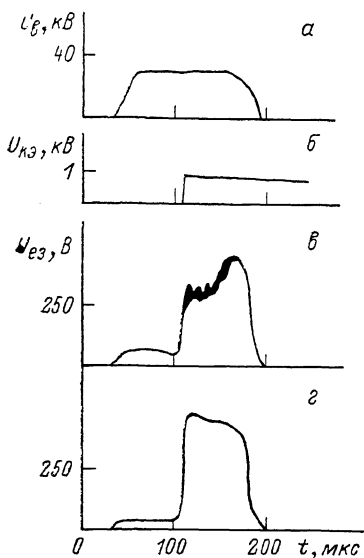 i'в, кВ
а
40
Uкэ, кВ
б
1
Uез, В
в
250
г
250
0
100
200
t, мкс